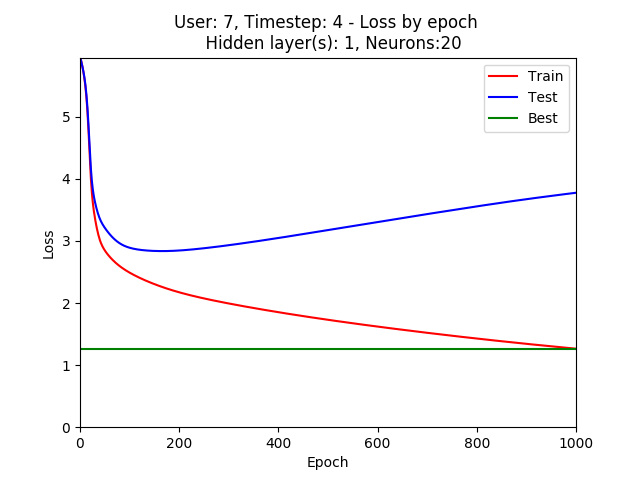 User: 7, Timestep: 4 - Loss by epoch
Hidden layer(s): 1, Neurons:20
Train
Test
Best
5
4
3
2
1
0
Loss
0 200 400 600 800 1000
Epoch